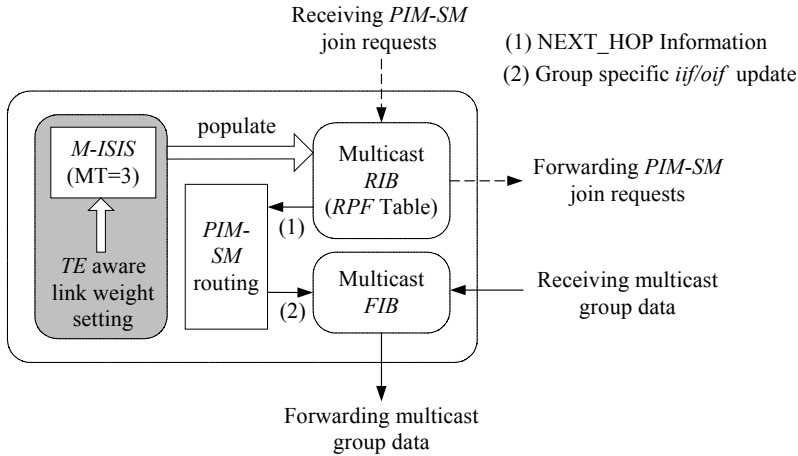 Receiving PIM-SM
join requests
(1) NEXT_HOP Information
(2) Group specific iif/oif update
populate
M-ISIS
(MT=3)
Multicast
RIB
(RPF Table)
Forwarding PIM-SM
join requests
(1)
PIM-
SM
routing
TE aware
link weight
setting
(2)
Multicast
FIB
Receiving multicast
group data
Forwarding multicast
group data